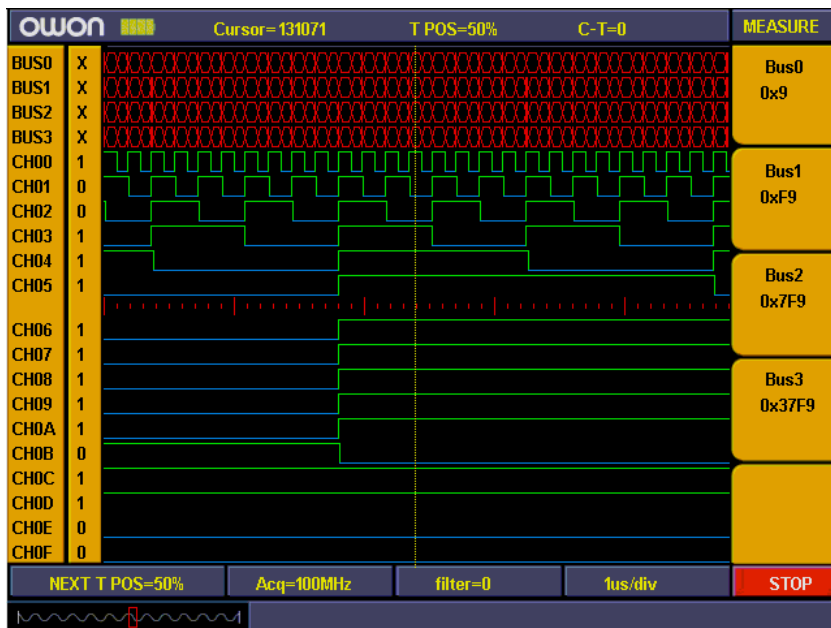 OWON Cursor=131071 T POS=50% C-T=0 MEASURE
BUS0 X
BUS1 X
BUS2 X
BUS3 X
CH00 1
CH01 0
CH02 0
CH03 1
CH04 1
CH05 1
CH06 1
CH07 1
CH08 1
CH09 1
CH0A 1
CH0B 0
CH0C 1
CH0D 1
CH0E 0
CH0F 0
Bus0
0x9
Bus1
0xF9
Bus2
0x7F9
Bus3
0x37F9
NEXT T POS=50% Acq=100MHz filter=0 1us/div STOP